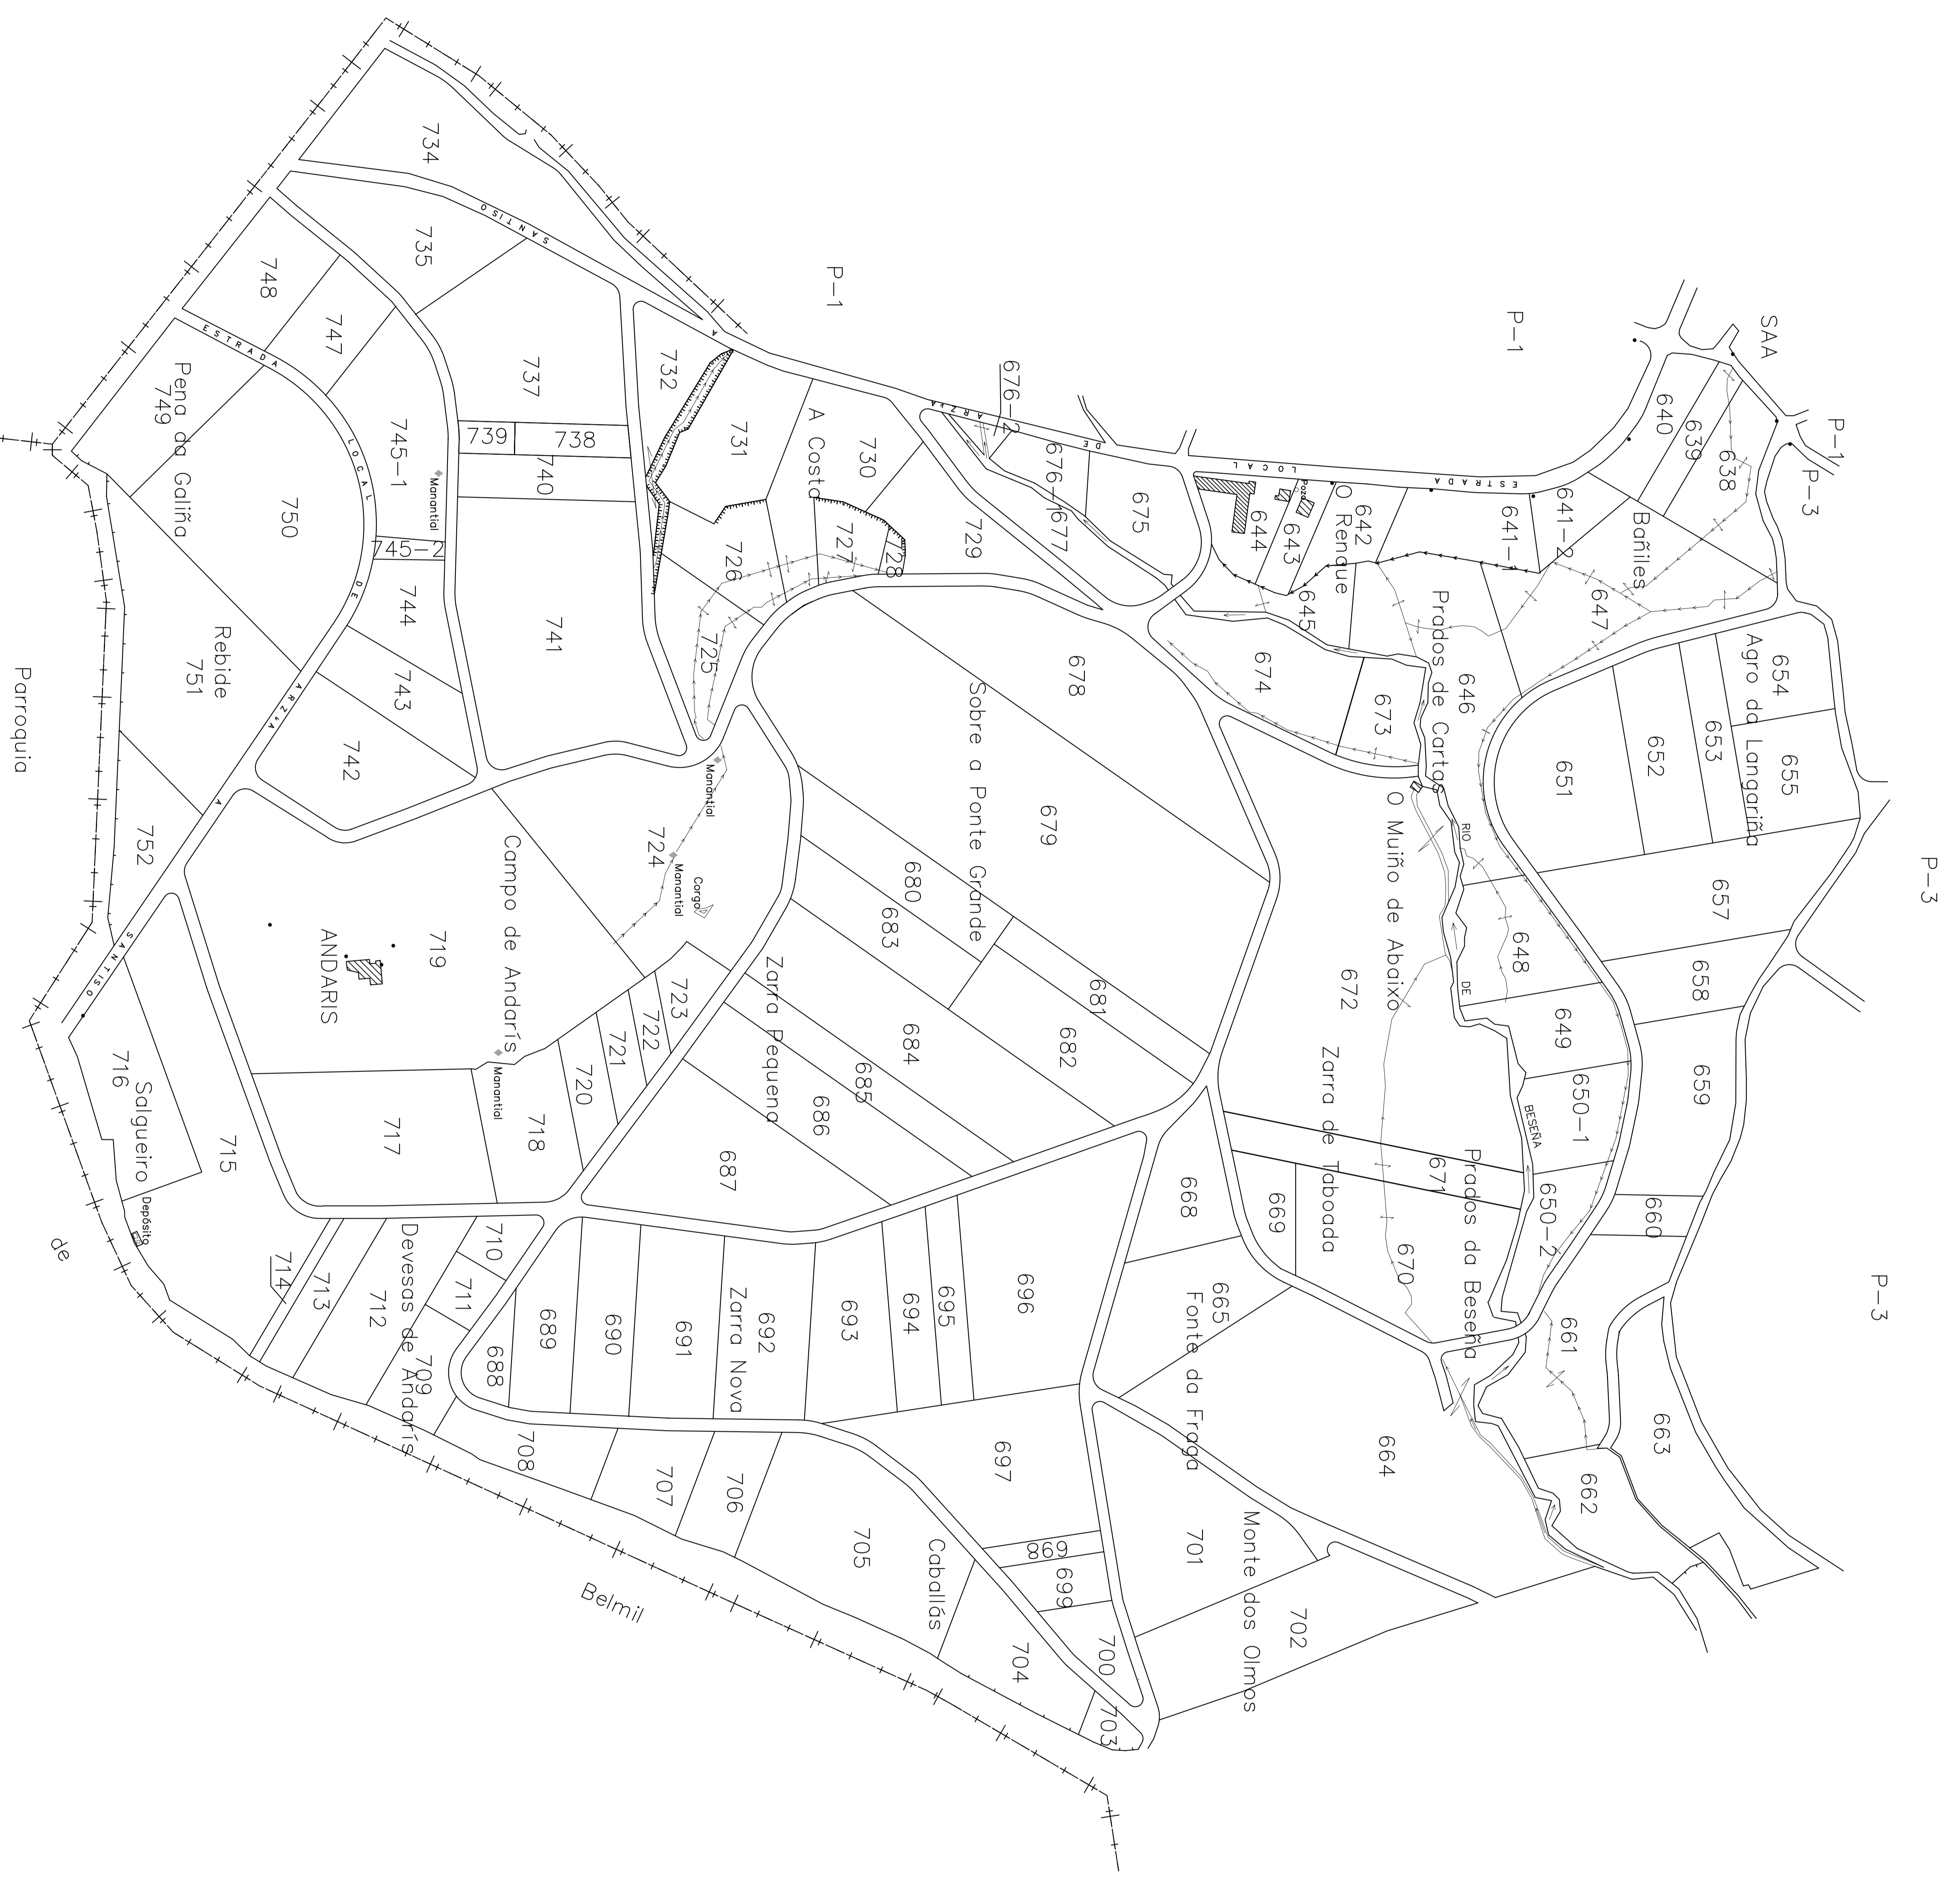 P-3
P-3
P-3
P-1
SAA
P-1
P-1
640
639
638
641-2
641-1
Bañiles
647
654
Agro da Langariña
655
653
652
651
657
658
659
660
648
649
650-1
650-2
661
663
662
664
646
Prados de Cartas
O Renque
642
643
644
Pozo
645
674
673
675
676-2
676-1
677
ESTRADA
LOCAL
DE
ARZÚA
A
SANTISO
RIO
DE
BESEÑA
O Muiño de Abaixo
672
Zarra de Taboada
671
Prados da Beseña
670
669
668
665
Fonte da Fraga
701
Monte dos Olmos
702
703
700
699
698
697
696
695
694
693
692
Zarra Nova
691
690
689
688
704
Caballás
705
706
707
708
678
Sobre a Ponte Grande
679
680
681
682
683
684
685
686
687
Zarra Pequena
729
730
A Costa
727
728
731
726
725
732
734
735
737
738
739
740
741
724
Manantial
Manantial
Corgo
723
722
721
720
718
717
Manantial
Campo de Andarís
719
ANDARIS
742
743
744
745-2
745-1
Manantial
747
748
749
Pena da Galiña
750
Rebide
751
752
ESTRADA
LOCAL
DE
ARZÚA
A
SANTISO
716
Salgueiro
715
Depósito
714
713
712
711
710
709
Devesas de Andarís
Parroquia
de
Belmil